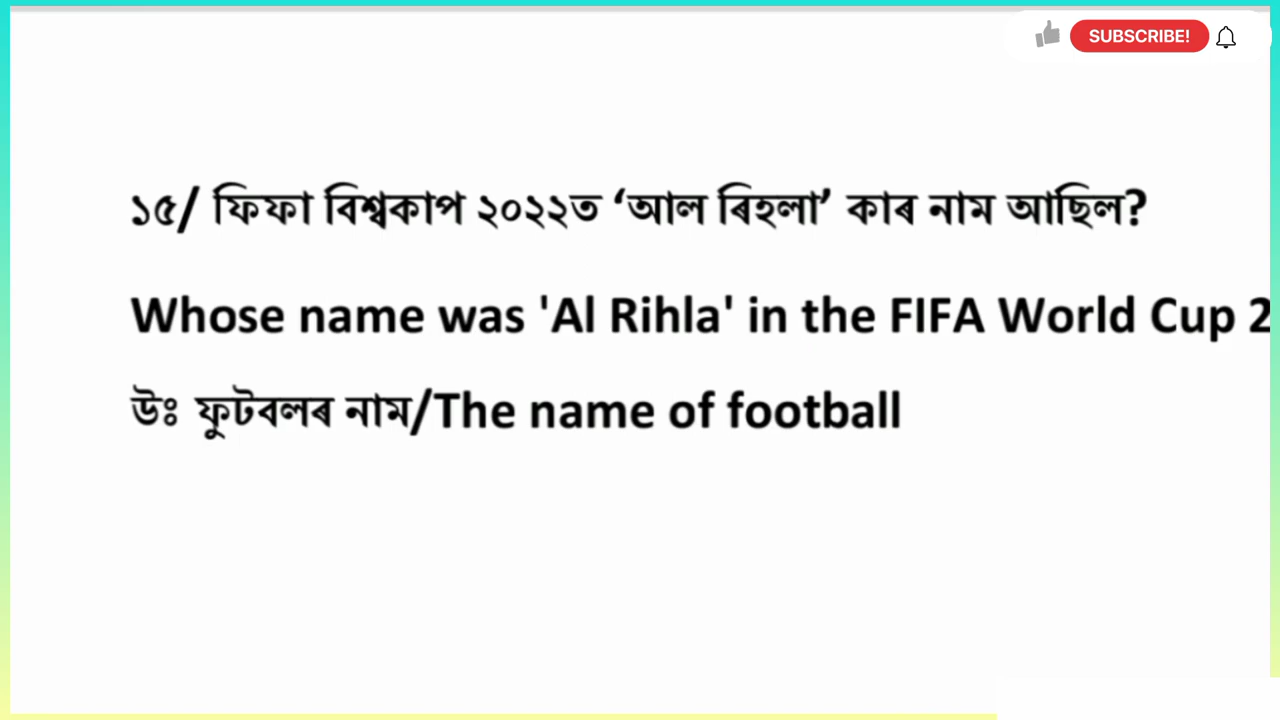 SUBSCRIBE!
১৫/ ফিফা বিশ্বকাপ ২০২২ত ‘আল ৰিহলা’ কাৰ নাম আছিল?
Whose name was 'Al Rihla' in the FIFA World Cup 2
উঃ ফুটবলৰ নাম/The name of football